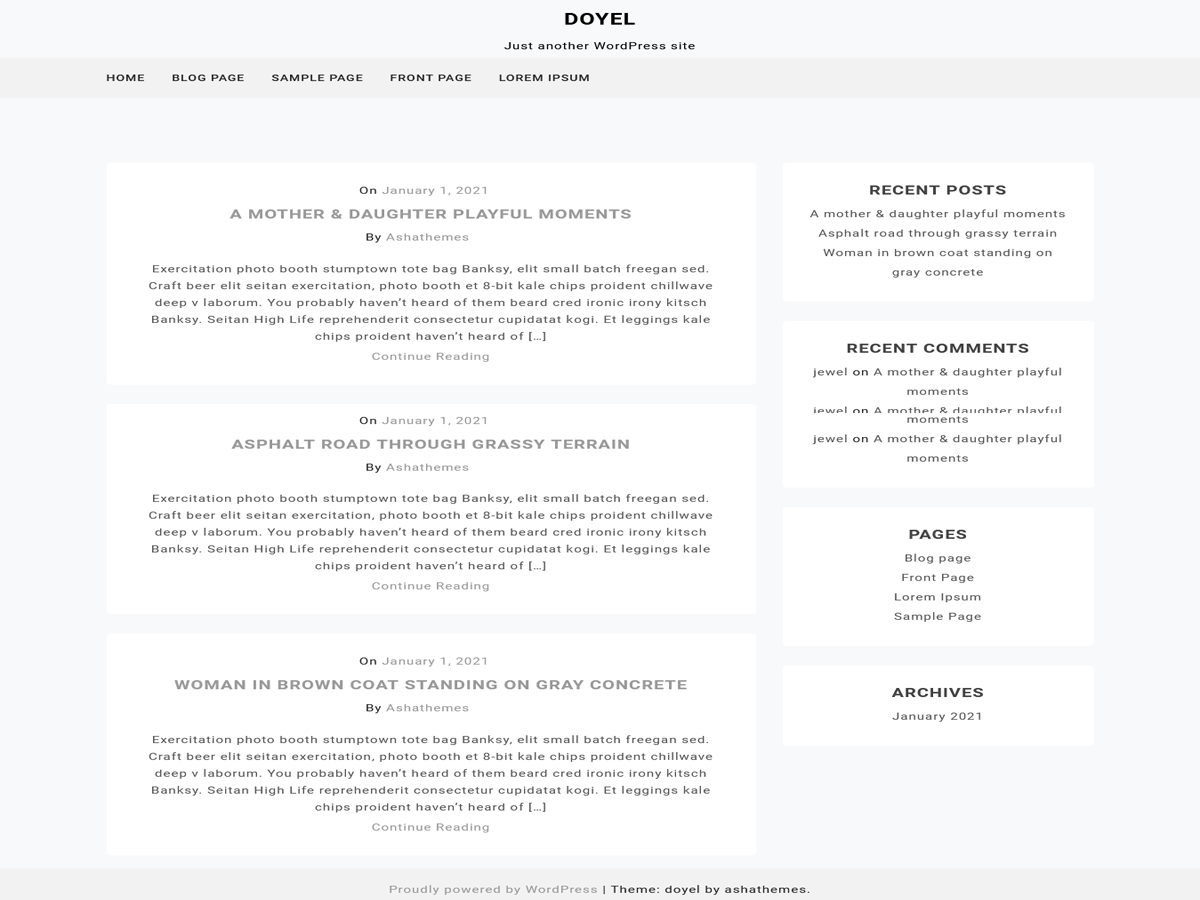 DOYEL
Just another WordPress site
HOME BLOG PAGE SAMPLE PAGE FRONT PAGE LOREM IPSUM
On January 1, 2021
A MOTHER & DAUGHTER PLAYFUL MOMENTS
By Ashathemes
Exercitation photo booth stumptown tote bag Banksy, elit small batch freegan sed.
Craft beer elit seitan exercitation, photo booth et 8-bit kale chips proident chillwave
deep v laborum. You probably haven’t heard of them beard cred ironic irony kitsch
Banksy. Seitan High Life reprehenderit consectetur cupidatat kogi. Et leggings kale
chips proident haven’t heard of […]
Continue Reading
On January 1, 2021
ASPHALT ROAD THROUGH GRASSY TERRAIN
By Ashathemes
Exercitation photo booth stumptown tote bag Banksy, elit small batch freegan sed.
Craft beer elit seitan exercitation, photo booth et 8-bit kale chips proident chillwave
deep v laborum. You probably haven’t heard of them beard cred ironic irony kitsch
Banksy. Seitan High Life reprehenderit consectetur cupidatat kogi. Et leggings kale
chips proident haven’t heard of […]
Continue Reading
On January 1, 2021
WOMAN IN BROWN COAT STANDING ON GRAY CONCRETE
By Ashathemes
Exercitation photo booth stumptown tote bag Banksy, elit small batch freegan sed.
Craft beer elit seitan exercitation, photo booth et 8-bit kale chips proident chillwave
deep v laborum. You probably haven’t heard of them beard cred ironic irony kitsch
Banksy. Seitan High Life reprehenderit consectetur cupidatat kogi. Et leggings kale
chips proident haven’t heard of […]
Continue Reading
RECENT POSTS
A mother & daughter playful moments
Asphalt road through grassy terrain
Woman in brown coat standing on
gray concrete
RECENT COMMENTS
jewel on A mother & daughter playful
moments
jewel on A mother & daughter playful
moments
jewel on A mother & daughter playful
moments
PAGES
Blog page
Front Page
Lorem Ipsum
Sample Page
ARCHIVES
January 2021
Proudly powered by WordPress | Theme: doyel by ashathemes.